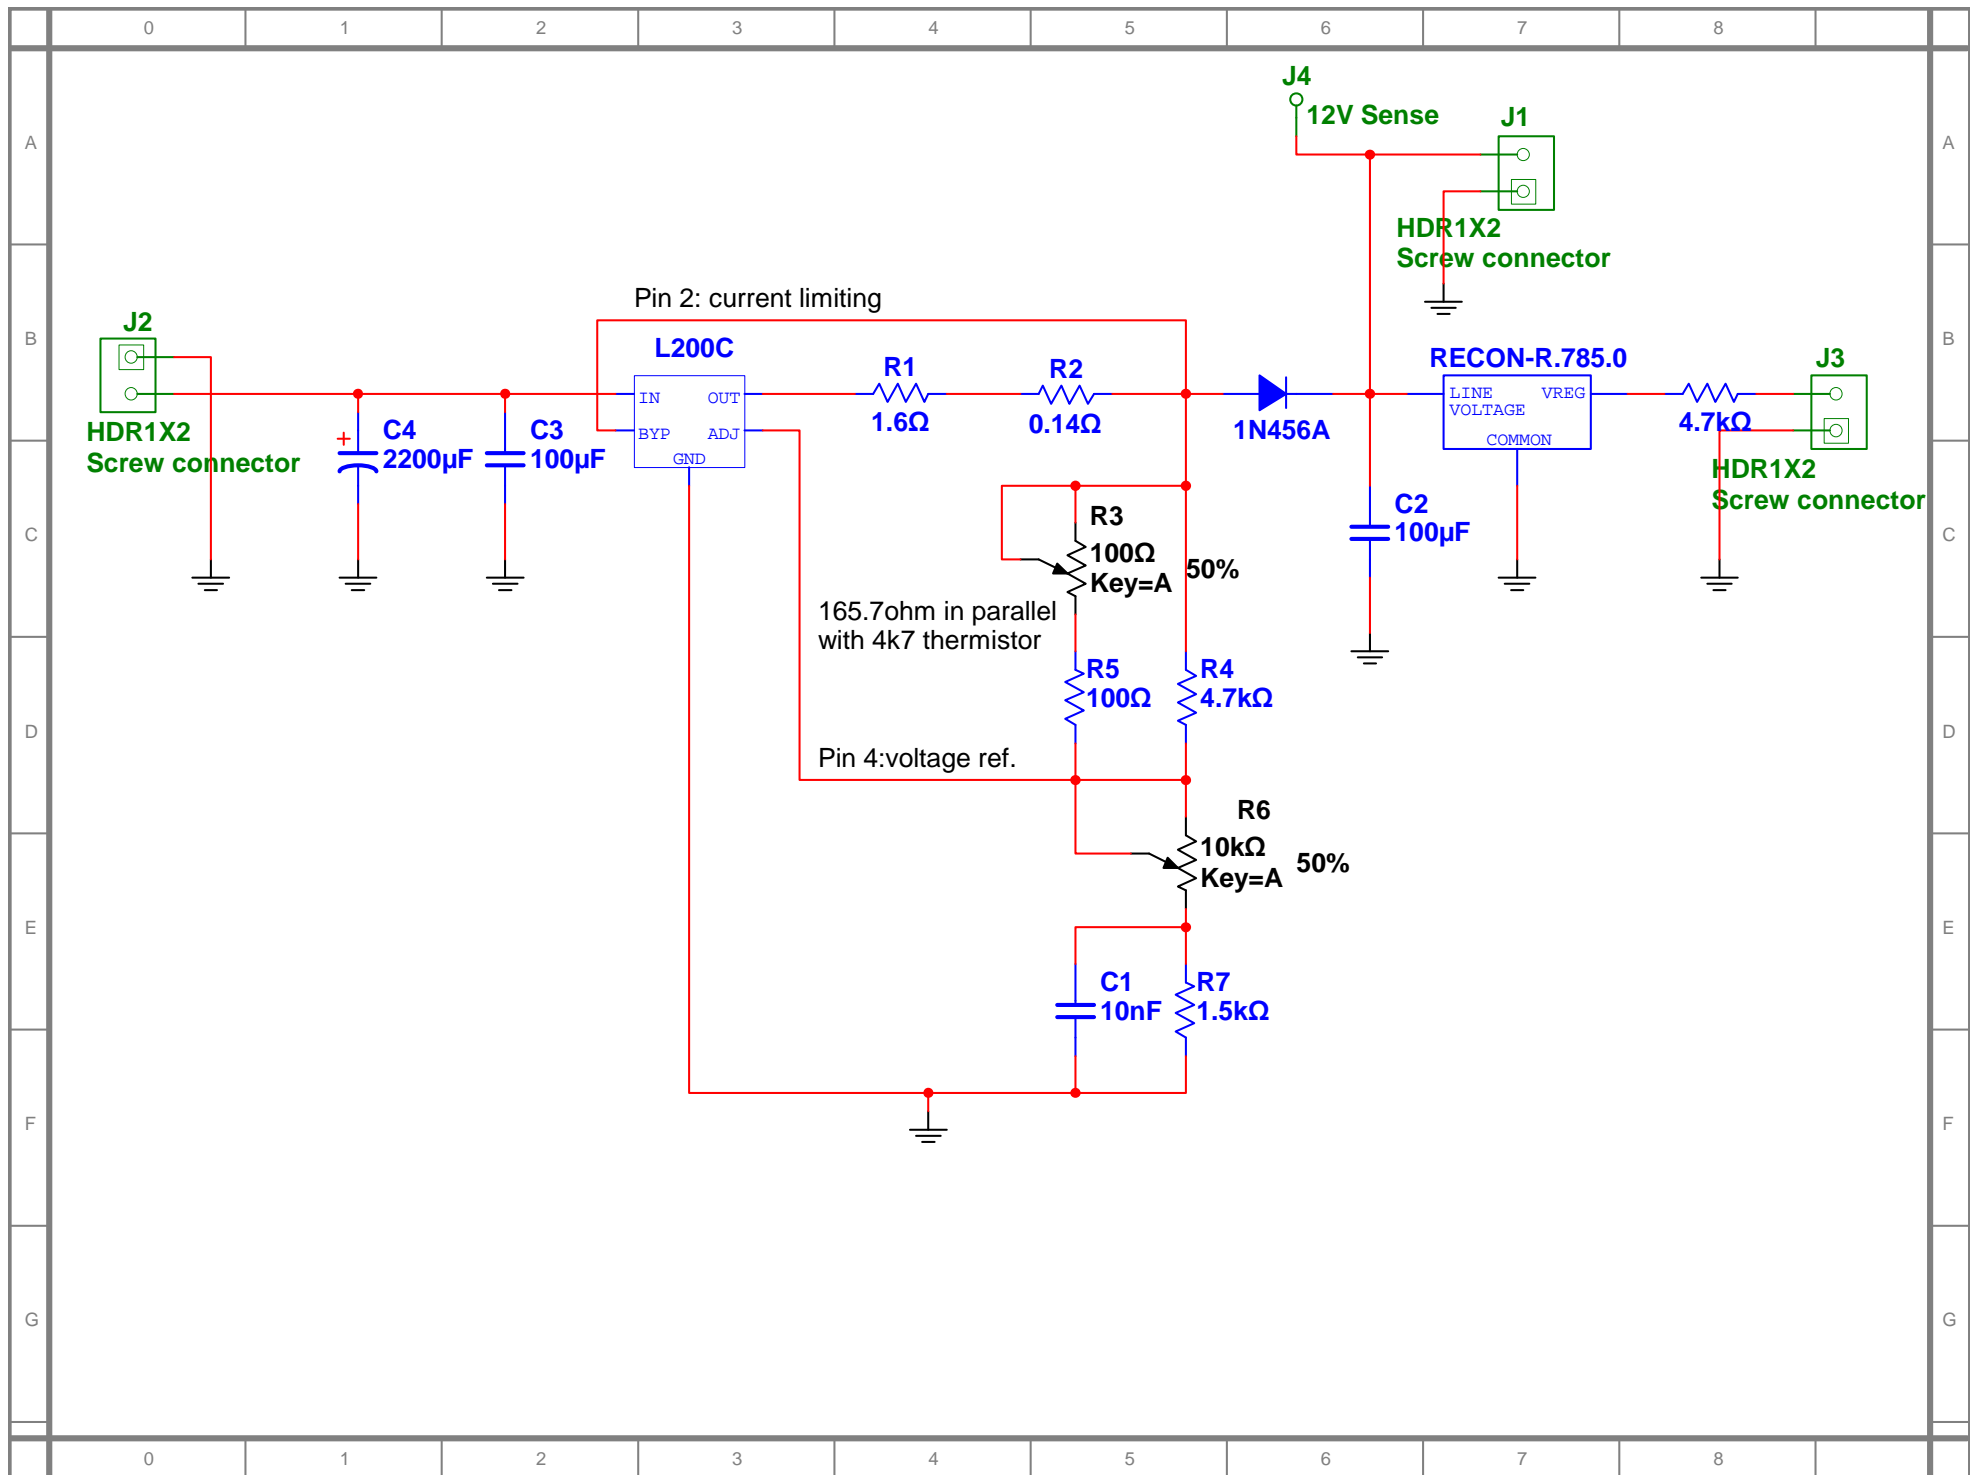 0 1 2 3 4 5 6 7 8
J4
12V Sense
J1
A A
HDR1X2
Screw connector
Pin 2: current limiting
J2
B B
L200C
R1
R2
RECON-R.785.0
J3
IN OUT
BYP ADJ
GND
1.6Ω
0.14Ω
1N456A
LINE VREG
VOLTAGE
COMMON
4.7kΩ
HDR1X2
Screw connector
+
C4
2200µF
C3
100µF
HDR1X2
Screw connector
C C
R3
100Ω
Key=A
50%
C2
100µF
165.7ohm in parallel
with 4k7 thermistor
R5
100Ω
R4
4.7kΩ
D D
Pin 4:voltage ref.
R6
10kΩ
Key=A
50%
E E
C1
10nF
R7
1.5kΩ
F F
G G
0 1 2 3 4 5 6 7 8